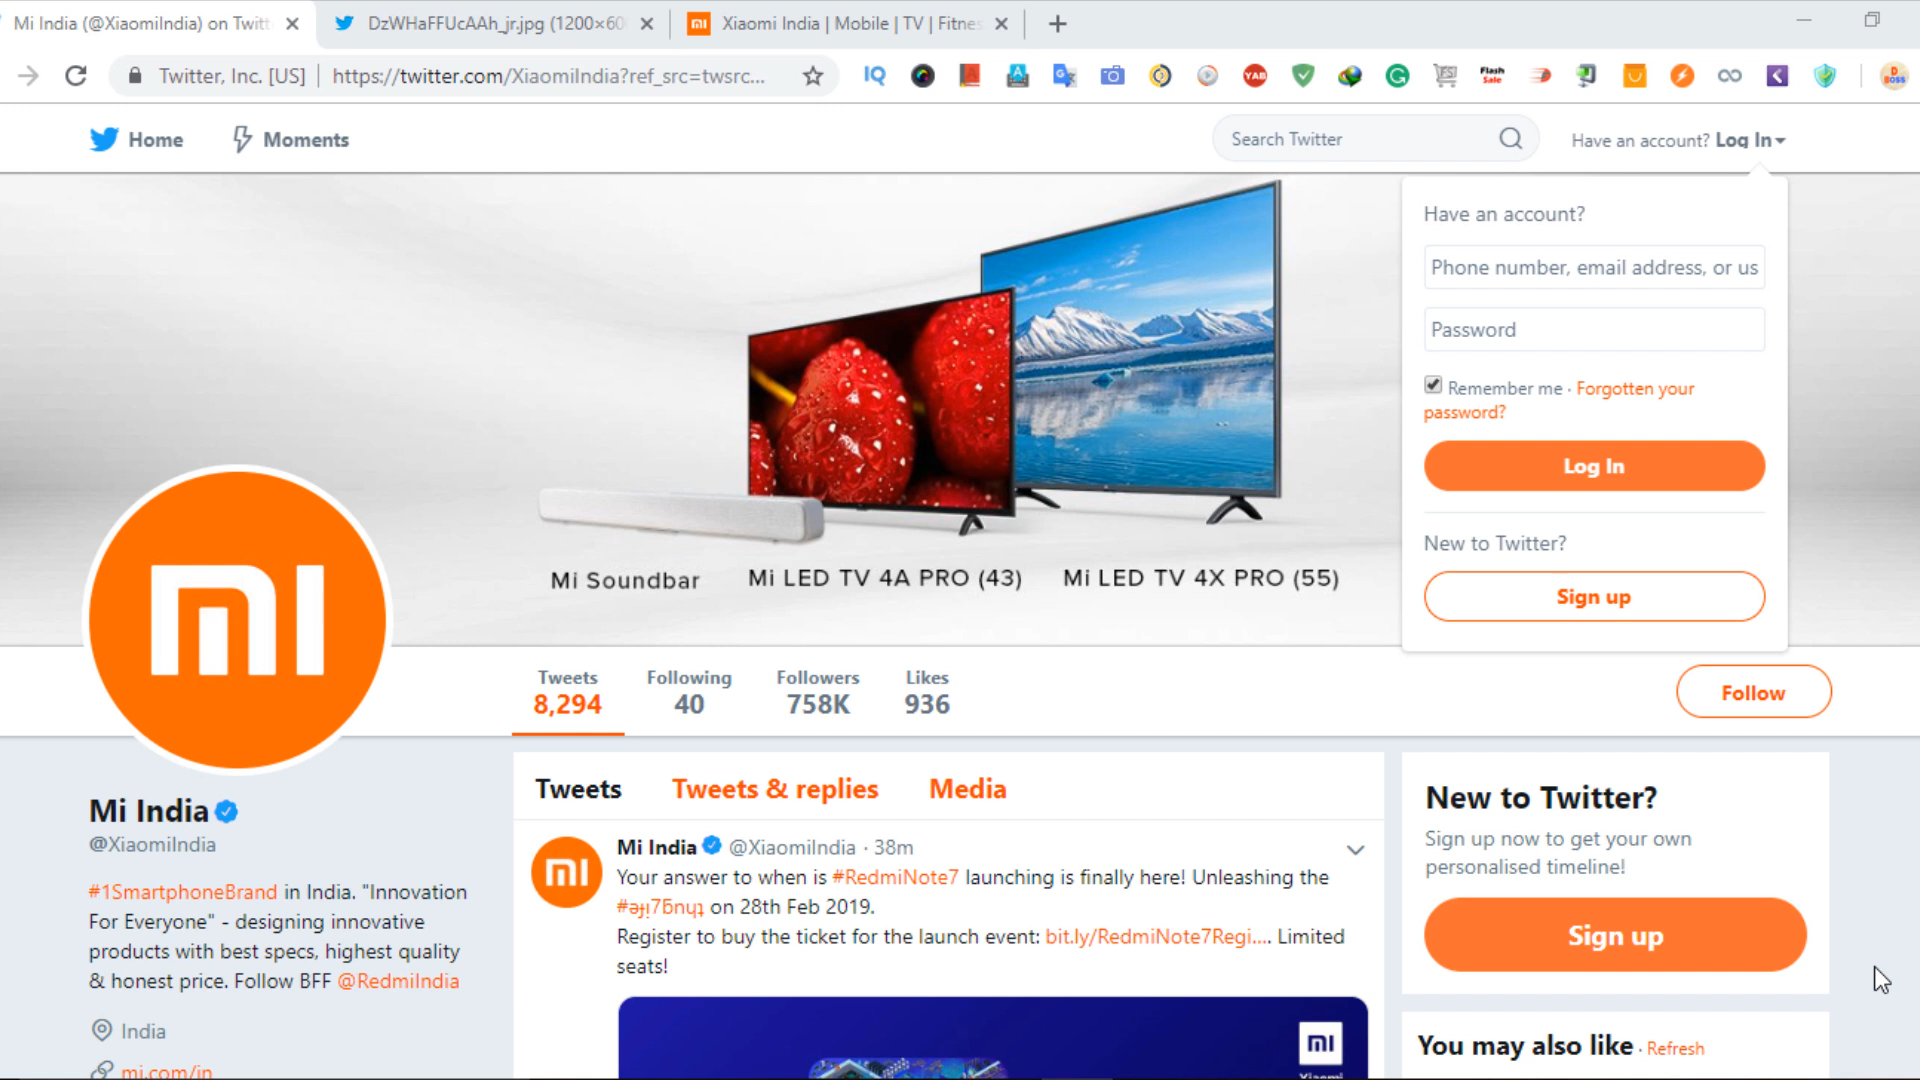 Mi India (@XiaomiIndia) on Twitt
DzWHaFFUcAAh_jr.jpg (1200×60
Xiaomi India | Mobile | TV | Fitnes
Twitter, Inc. [US]
https://twitter.com/XiaomiIndia?ref_src=twsrc...
IQ
YAB
Flash
Sale
D
BOSS
Home
Moments
Search Twitter
Have an account? Log In
Have an account?
Phone number, email address, or us
Password
Remember me · Forgotten your
password?
Log In
New to Twitter?
Sign up
Mi Soundbar
Mi LED TV 4A PRO (43)
Mi LED TV 4X PRO (55)
Tweets
8,294
Following
40
Followers
758K
Likes
936
Follow
Mi India
@XiaomiIndia
#1SmartphoneBrand in India. "Innovation
For Everyone" - designing innovative
products with best specs, highest quality
& honest price. Follow BFF @RedmiIndia
India
mi.com/in
Tweets
Tweets & replies
Media
Mi India @XiaomiIndia · 38m
Your answer to when is #RedmiNote7 launching is finally here! Unleashing the
on 28th Feb 2019.
Register to buy the ticket for the launch event: bit.ly/RedmiNote7Regi.... Limited
seats!
mi
Xiaomi
New to Twitter?
Sign up now to get your own
personalised timeline!
Sign up
You may also like · Refresh